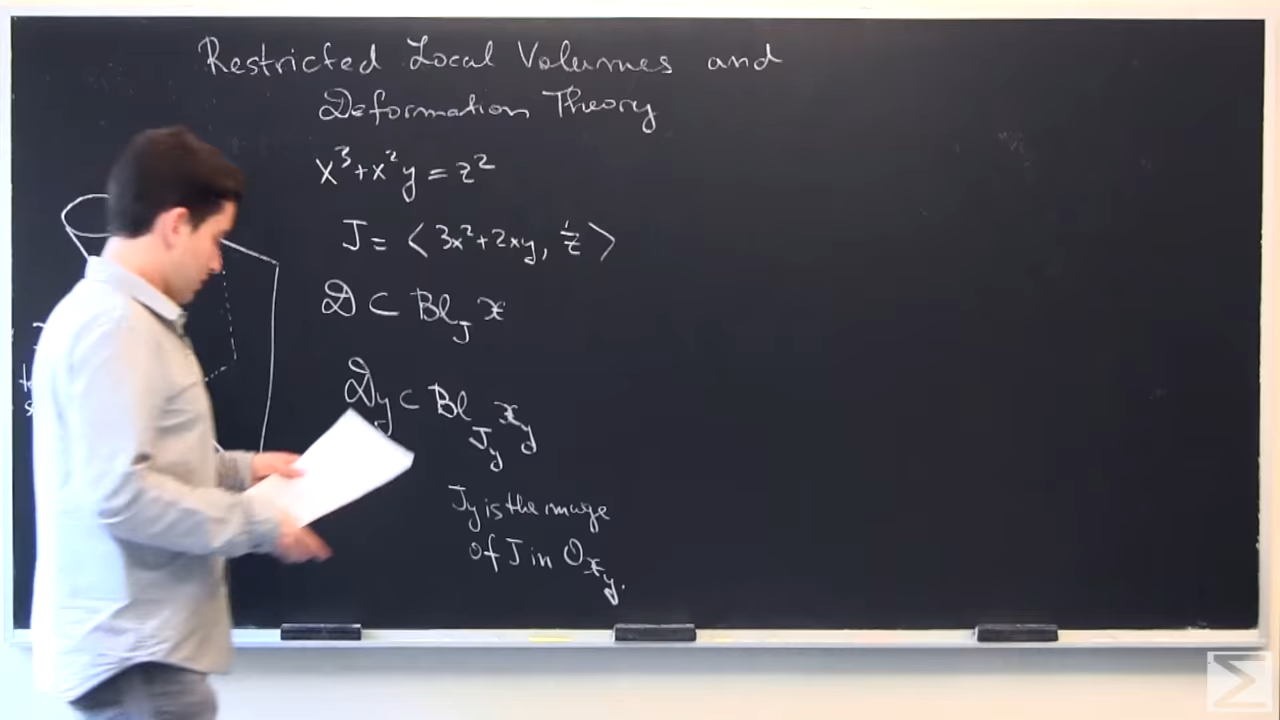 Restricted Local Volumes and
Deformation Theory
x³+x²y=z²
J = ⟨3x²+2xy, z⟩
D ⊂ Bl_J 𝒳
D_y ⊂ Bl_{J_y} 𝒳_y
J_y is the image
of J in O_{𝒳_y}.